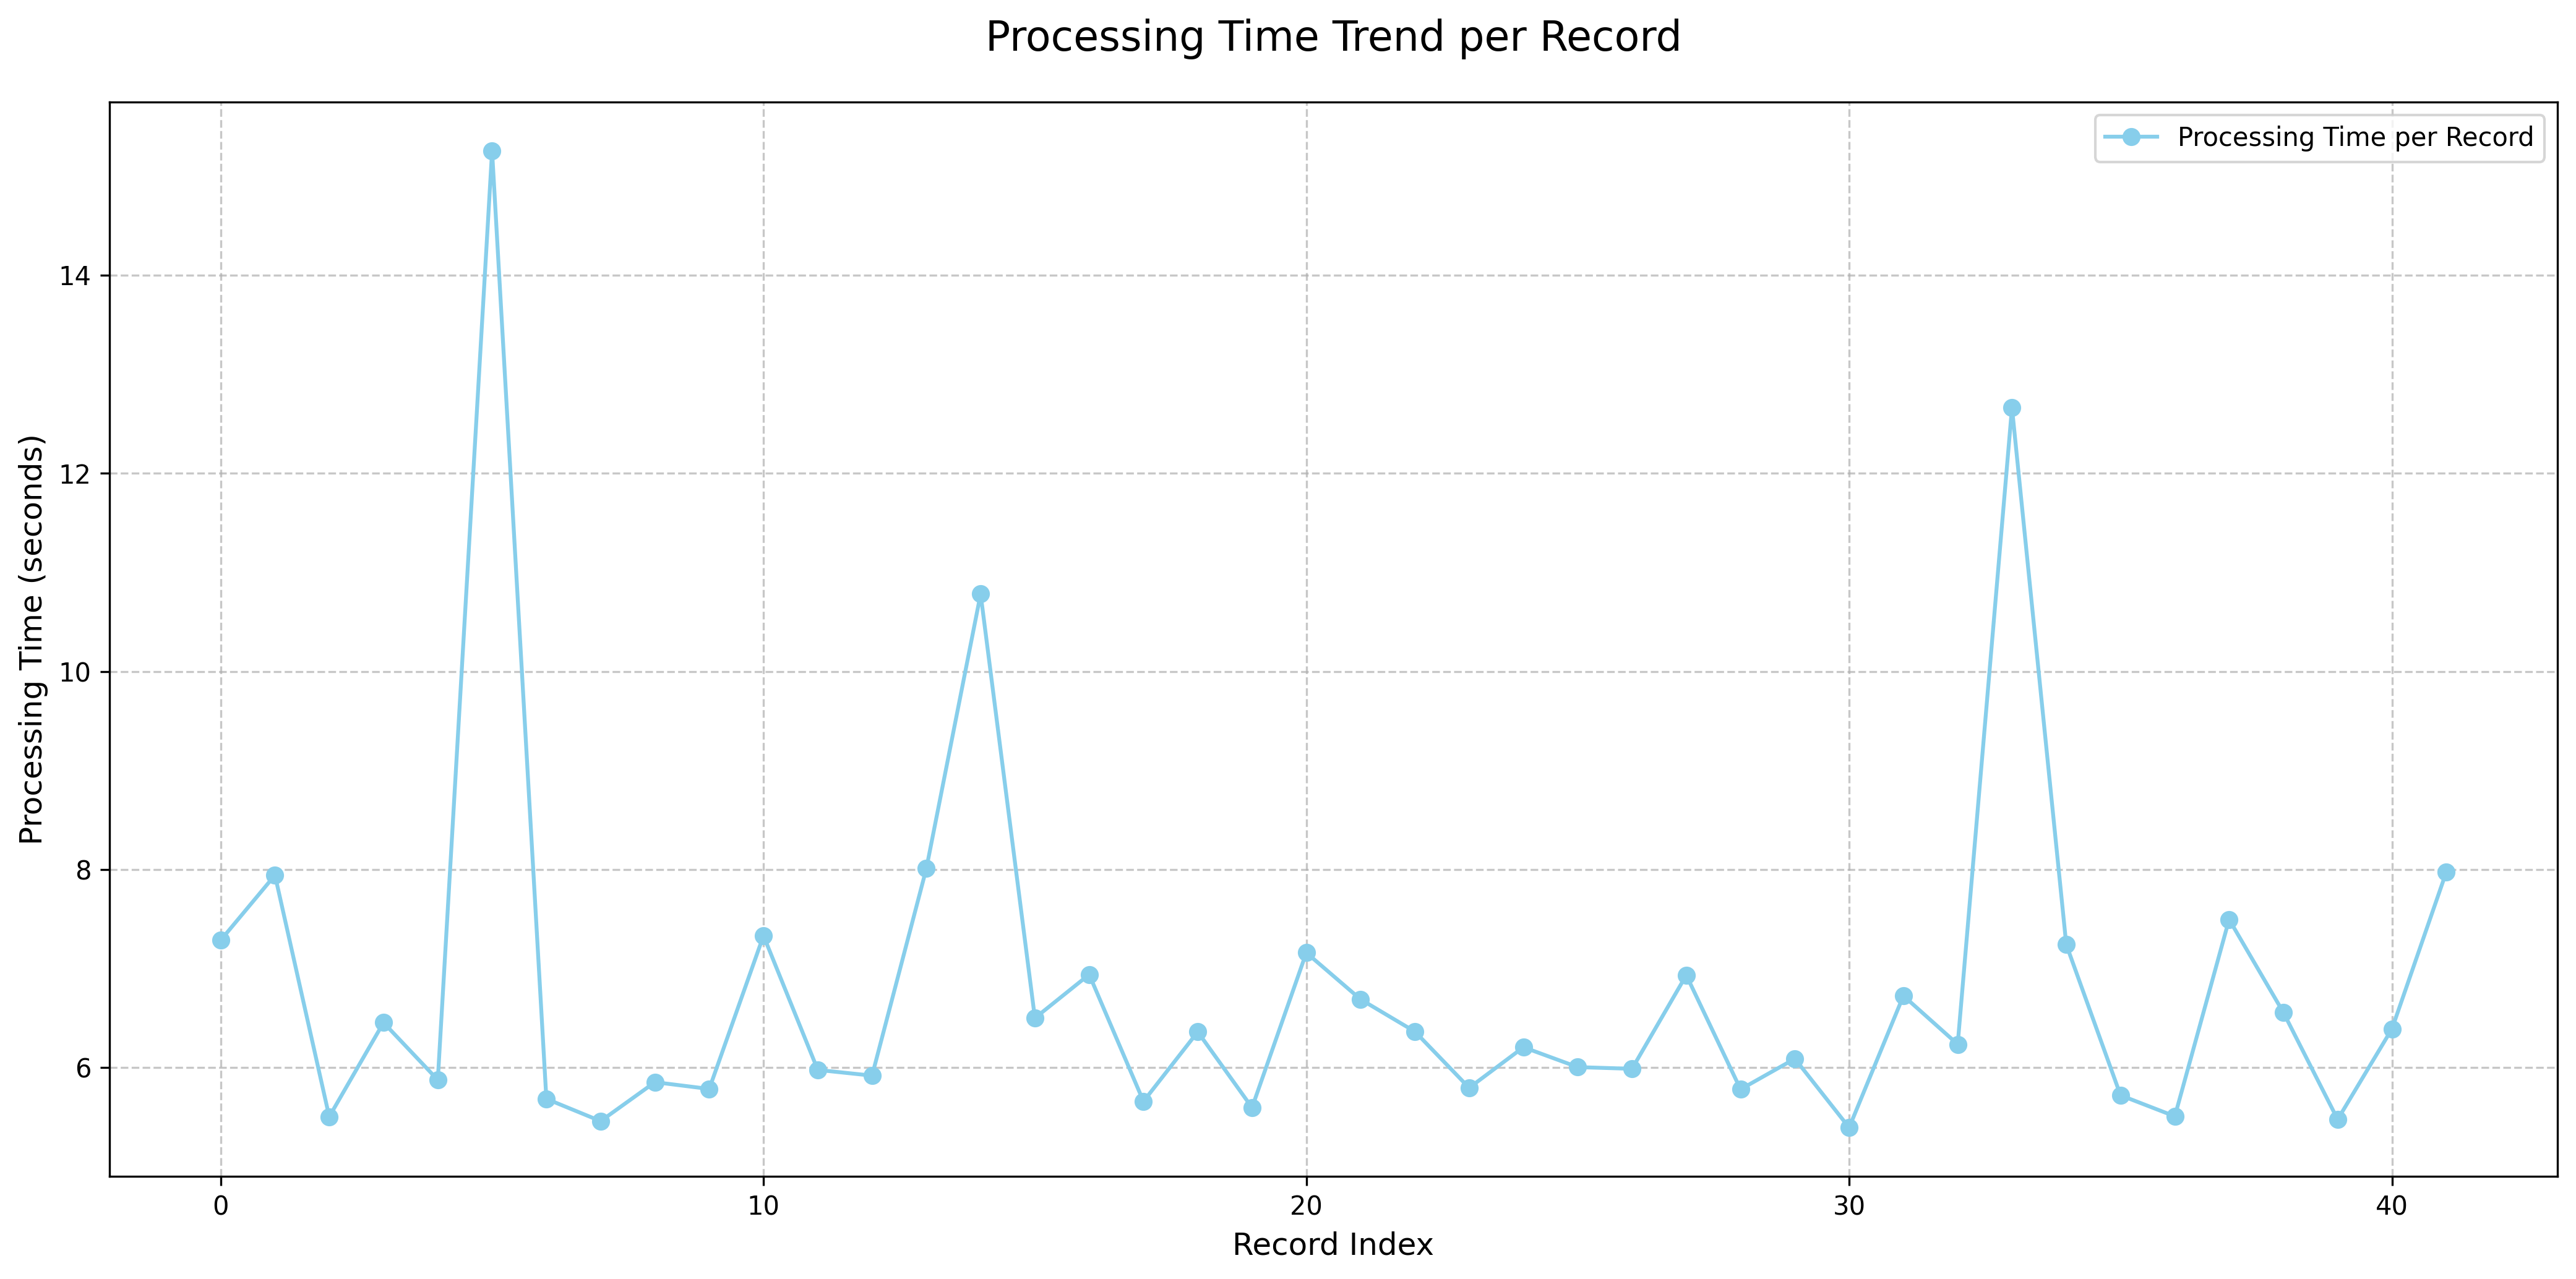 Processing Time Trend per Record
Processing Time per Record
14
12
10
8
6
Processing Time (seconds)
0 10 20 30 40
Record Index